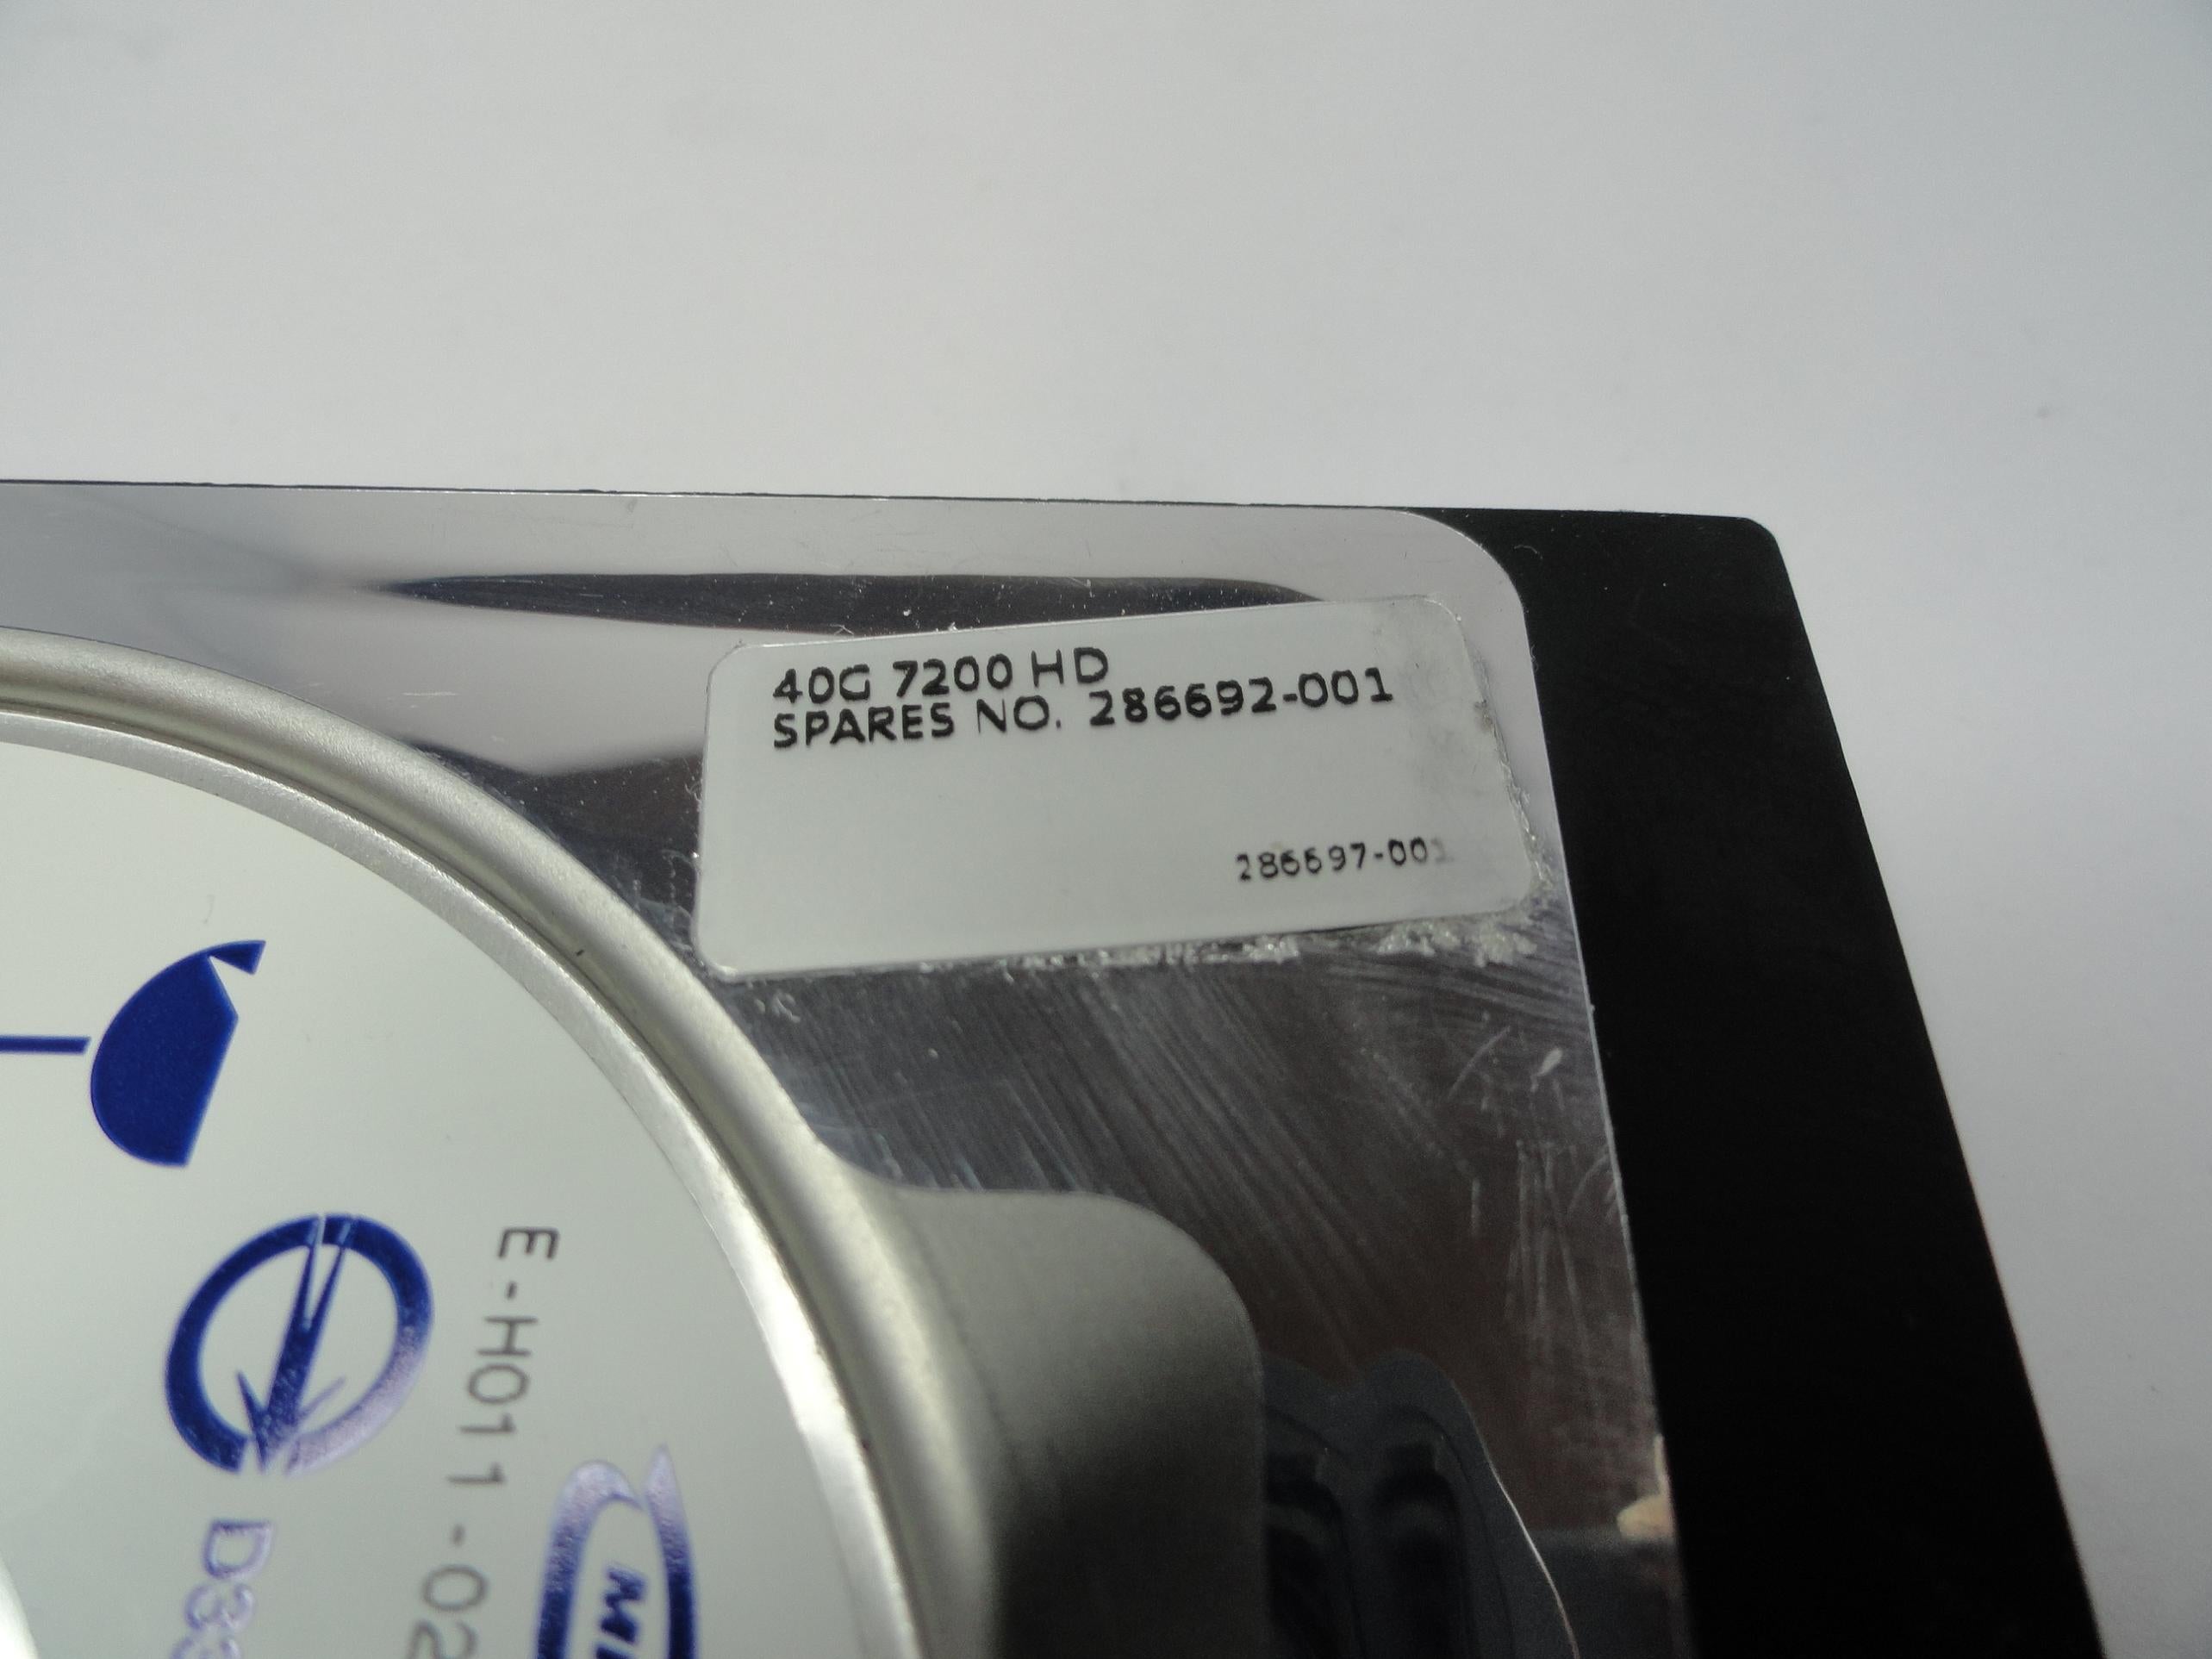 40G 7200 HD
SPARES NO. 286692-001
286697-001
E-H011-02